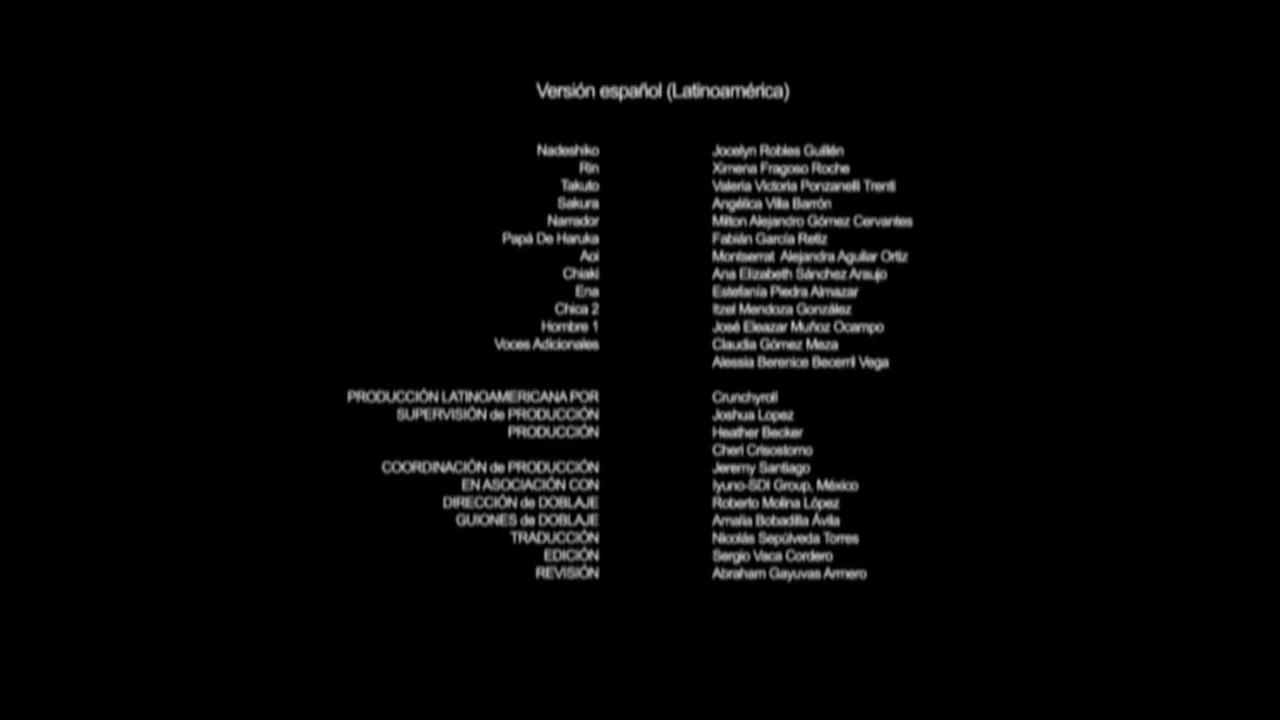 Versión español (Latinoamérica)
Nadeshiko Jocelyn Robles Guillén
Rin Ximena Fragoso Roche
Takuto Valeria Victoria Ponzanelli Trenti
Sakura Angélica Villa Barrón
Narrador Milton Alejandro Gómez Cervantes
Papá De Haruka Fabián García Retiz
Aoi Montserrat Alejandra Aguilar Ortiz
Chiaki Ana Elizabeth Sánchez Araujo
Ena Estefanía Piedra Almazar
Chica 2 Itzel Mendoza González
Hombre 1 José Eleazar Muñoz Ocampo
Voces Adicionales Claudia Gómez Meza
Alessia Berenice Becerril Vega
PRODUCCIÓN LATINOAMERICANA POR Crunchyroll
SUPERVISIÓN de PRODUCCIÓN Joshua Lopez
PRODUCCIÓN Heather Becker
Cheri Crisostomo
COORDINACIÓN de PRODUCCIÓN Jeremy Santiago
EN ASOCIACIÓN CON Iyuno-SDI Group, México
DIRECCIÓN de DOBLAJE Roberto Molina López
GUIONES de DOBLAJE Amalia Bobadilla Ávila
TRADUCCIÓN Nicolás Sepúlveda Torres
EDICIÓN Sergio Vaca Cordero
REVISIÓN Abraham Gayuvas Armero